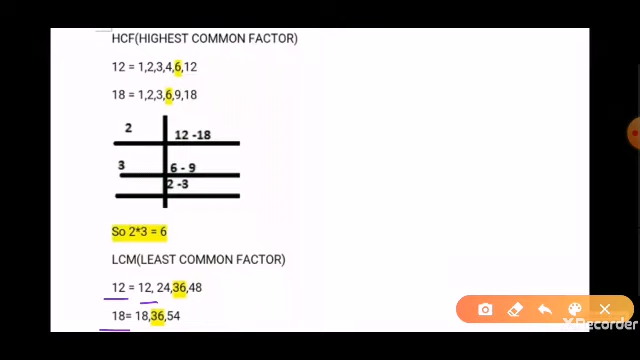 HCF(HIGHEST COMMON FACTOR)
12 = 1,2,3,4,6,12
18 = 1,2,3,6,9,18
2 12 -18
3 6 - 9
2 -3
So 2*3 = 6
LCM(LEAST COMMON FACTOR)
12 = 12, 24,36,48
18= 18,36,54
XRecorder